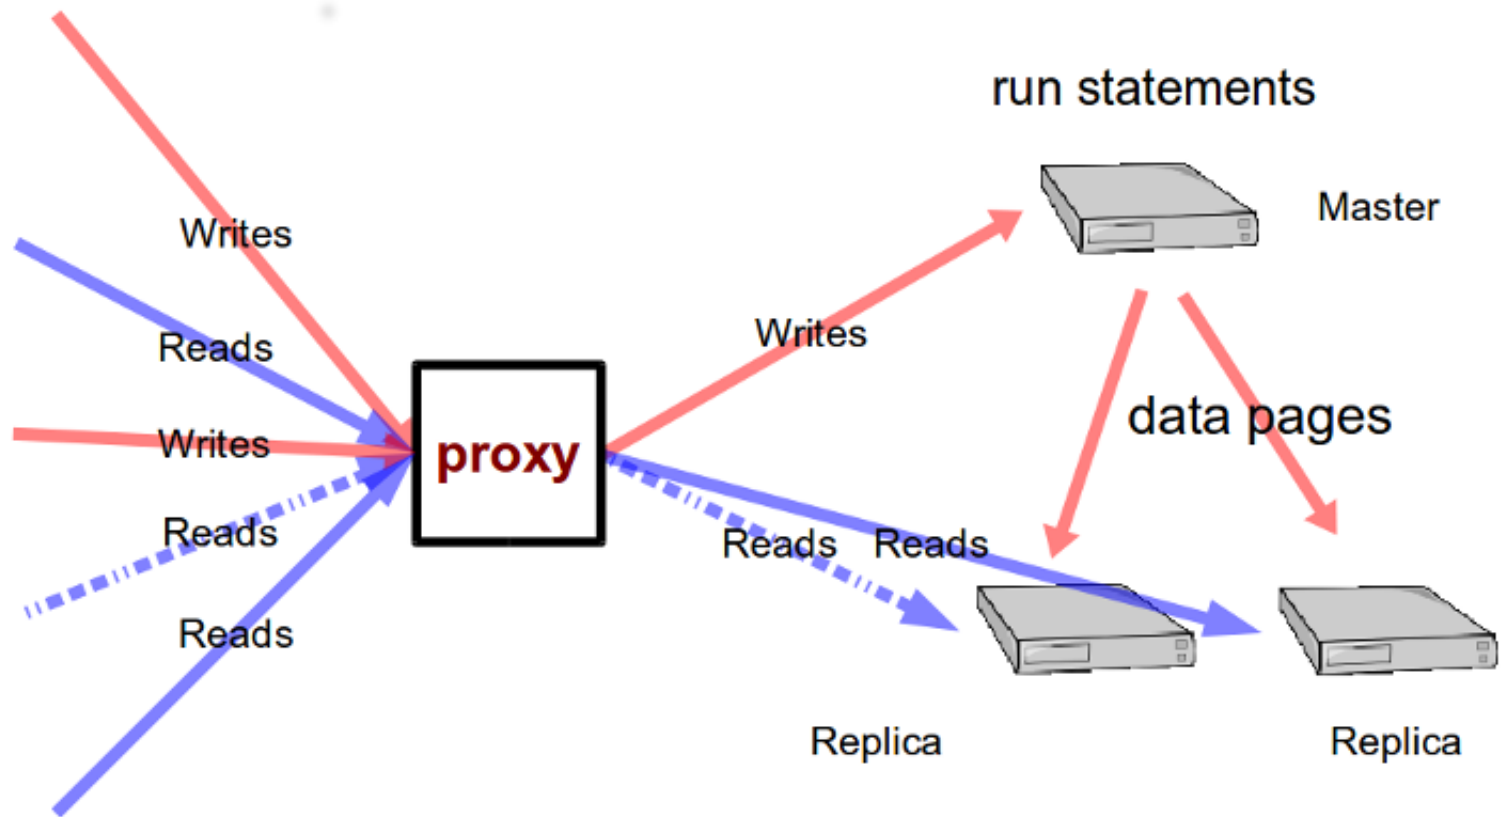 run statements
Master
Writes
Writes
Reads
data pages
Writes
proxy
Reads
Reads
Reads
Reads
Replica
Replica